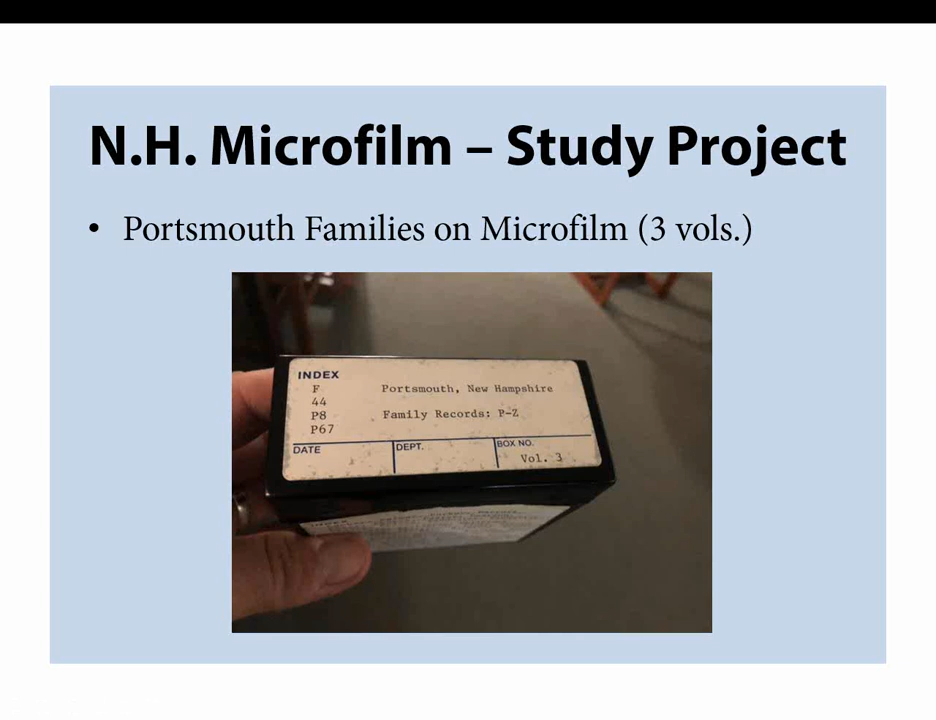 N.H. Microfilm – Study Project
• Portsmouth Families on Microfilm (3 vols.)
INDEX
F
44
P8
P67
Portsmouth, New Hampshire
Family Records: P-Z
DATE
DEPT.
BOX NO.
Vol. 3
INDEX